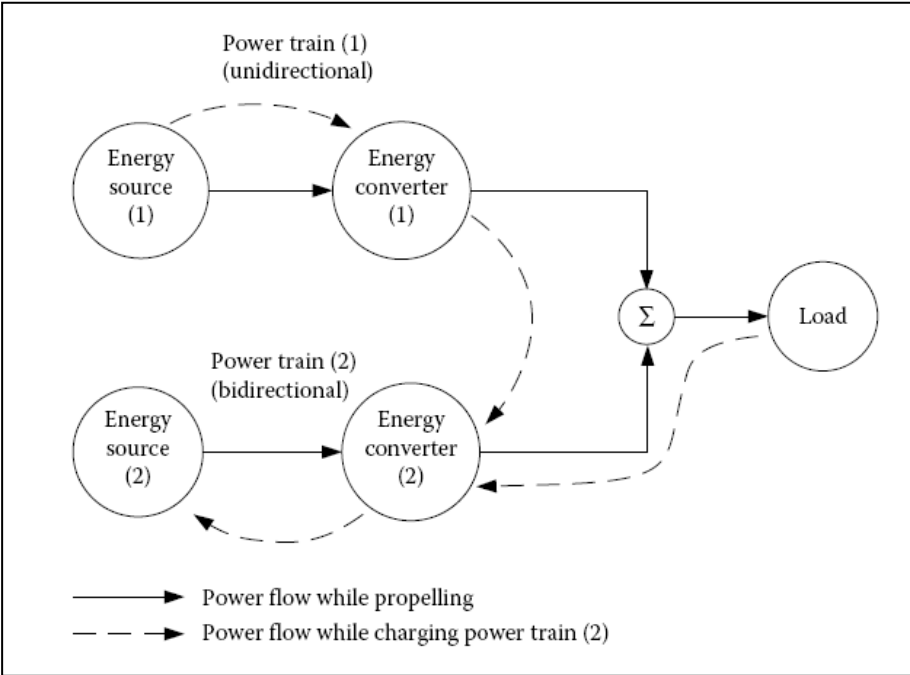 Power train (1)
(unidirectional)
Energy
source
(1)
Energy
converter
(1)
Σ
Load
Power train (2)
(bidirectional)
Energy
source
(2)
Energy
converter
(2)
Power flow while propelling
Power flow while charging power train (2)